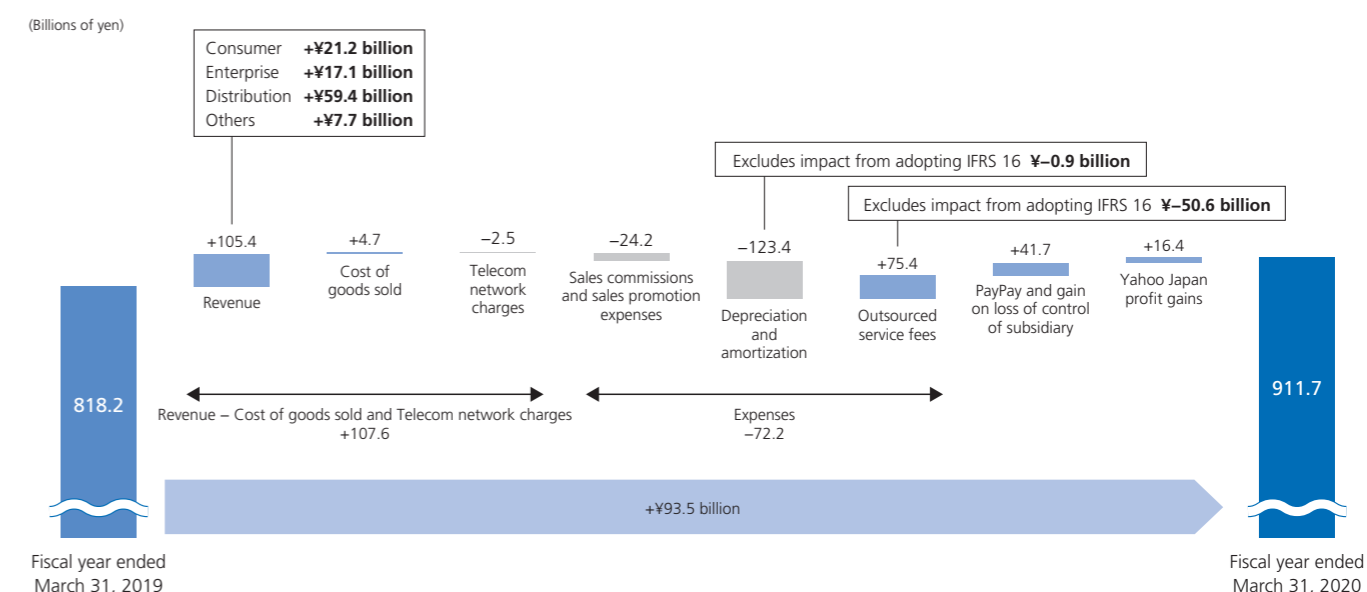 (Billions of yen)
Consumer +¥21.2 billion
Enterprise +¥17.1 billion
Distribution +¥59.4 billion
Others +¥7.7 billion
Excludes impact from adopting IFRS 16 ¥−0.9 billion
Excludes impact from adopting IFRS 16 ¥−50.6 billion
+105.4
Revenue
+4.7
Cost of
goods sold
−2.5
Telecom
network
charges
−24.2
Sales commissions
and sales promotion
expenses
−123.4
Depreciation
and
amortization
+75.4
Outsourced
service fees
+41.7
PayPay and gain
on loss of control
of subsidiary
+16.4
Yahoo Japan
profit gains
818.2
Revenue − Cost of goods sold and Telecom network charges
+107.6
Expenses
−72.2
911.7
+¥93.5 billion
Fiscal year ended
March 31, 2019
Fiscal year ended
March 31, 2020